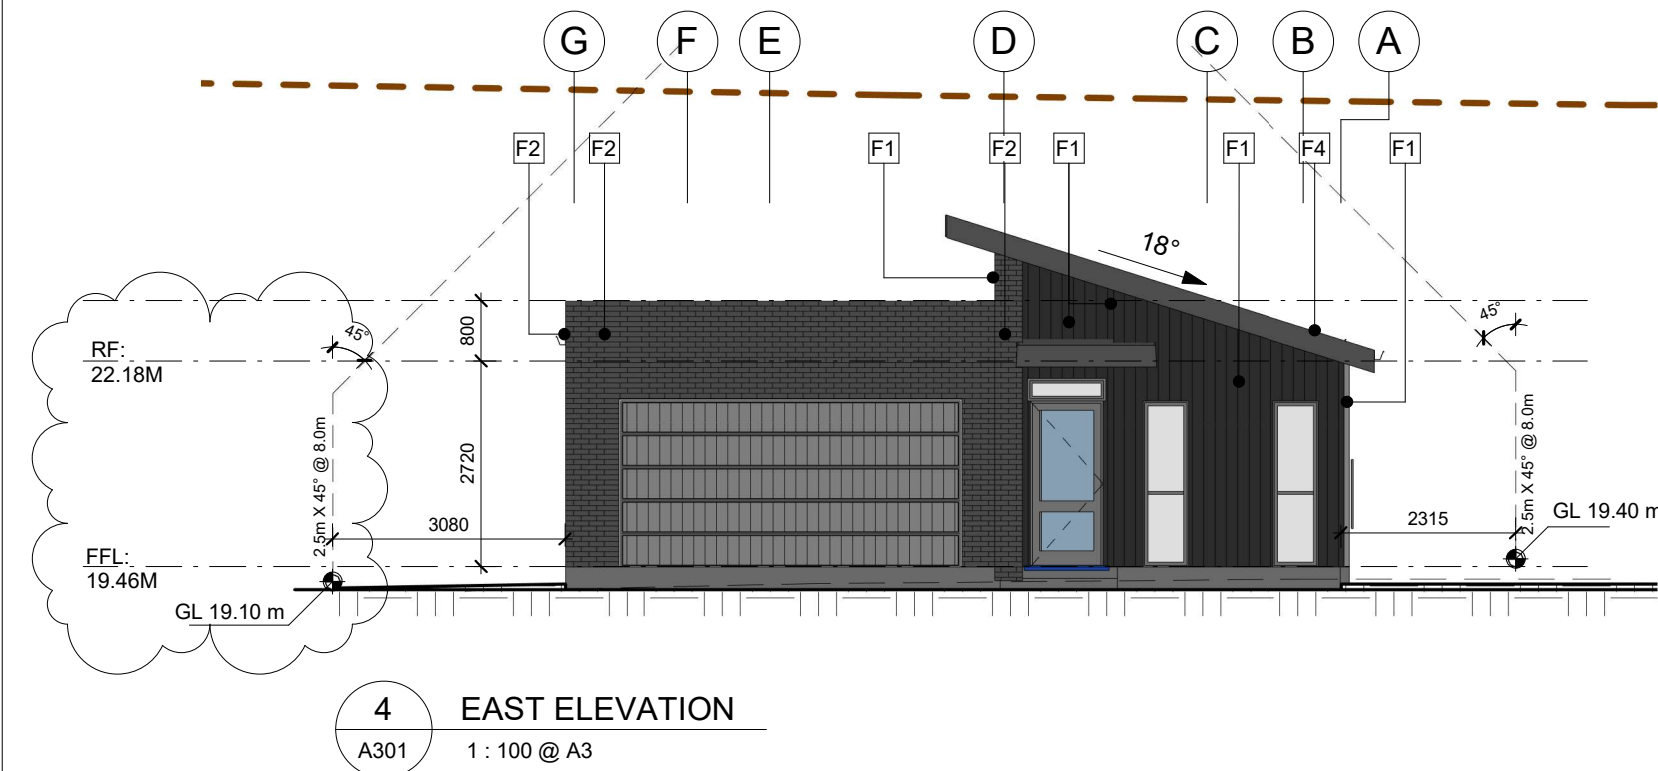 G F E D C B A
F2 F2 F1 F2 F1 F1 F4 F1
18°
45°
45°
800
RF:
22.18M
2720
2.5m X 45° @ 8.0m
2.5m X 45° @ 8.0m
3080
2315
GL 19.40 m
FFL:
19.46M
GL 19.10 m
4 EAST ELEVATION
A301 1 : 100 @ A3